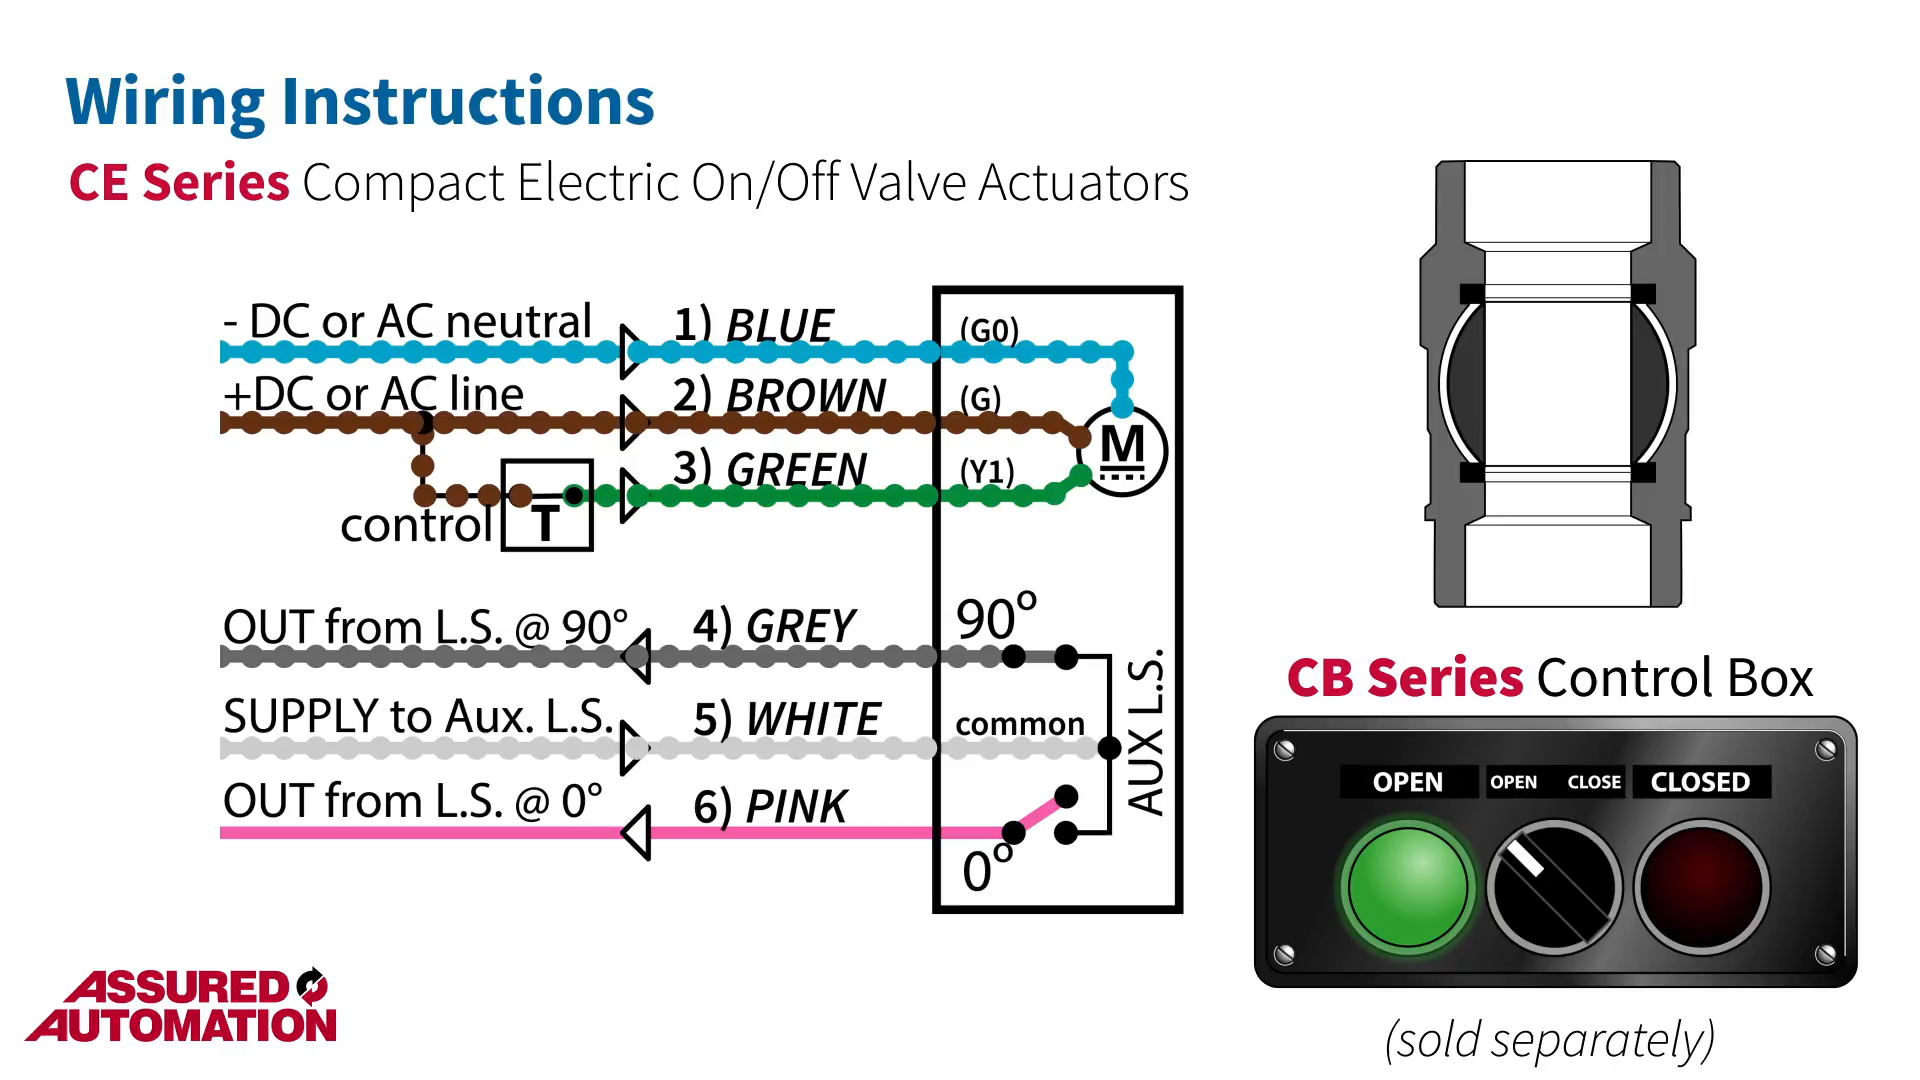 Wiring Instructions
CE Series Compact Electric On/Off Valve Actuators
- DC or AC neutral
1) BLUE
(G0)
+DC or AC line
2) BROWN
(G)
M
3) GREEN
(Y1)
control
T
OUT from L.S. @ 90°
4) GREY
90°
SUPPLY to Aux. L.S.
5) WHITE
common
AUX L.S.
OUT from L.S. @ 0°
6) PINK
0°
CB Series Control Box
OPEN
OPEN CLOSE
CLOSED
(sold separately)
ASSURED
AUTOMATION